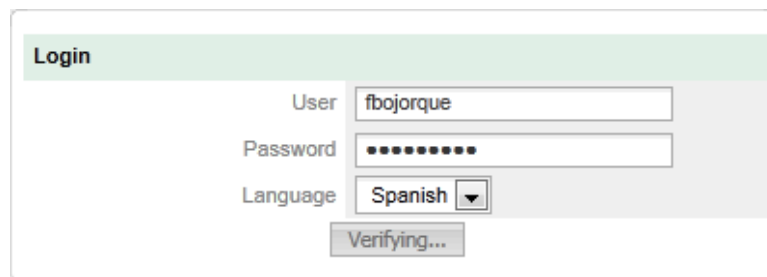 Login
User fbojorque
Password •••••••••
Language Spanish
Verifying...